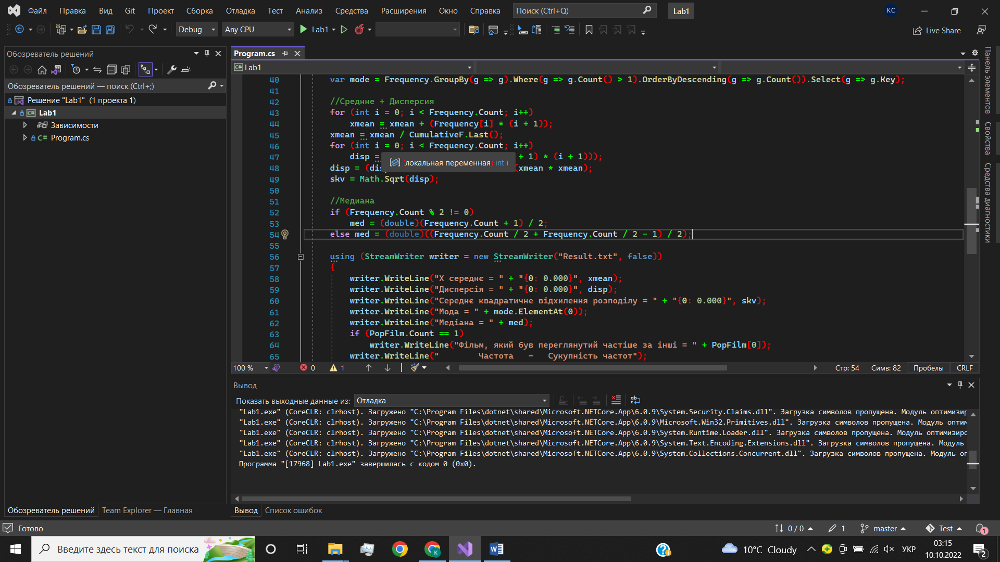 Файл Правка Вид Git Проект Сборка Отладка Тест Анализ Средства Расширения Окно Справка Поиск (Ctrl+Q) Lab1 КС
Debug Any CPU Lab1 Live Share
Обозреватель решений
Обозреватель решений — поиск (Ctrl+;)
Решение "Lab1" (1 проекта 1)
Lab1
Зависимости
C# Program.cs
Program.cs
C# Lab1
40 var mode = Frequency.GroupBy(g => g).Where(g => g.Count() > 1).OrderByDescending(g => g.Count()).Select(g => g.Key);
41
42 //Среднне + Дисперсия
43 for (int i = 0; i < Frequency.Count; i++)
44 xmean = xmean + (Frequency[i] * (i + 1));
45 xmean = xmean / CumulativeF.Last();
46 for (int i = 0; i < Frequency.Count; i++)
47 disp = + 1) * (i + 1)));
(локальная переменная) int i
48 disp = (dis (xmean * xmean);
49 skv = Math.Sqrt(disp);
50
51 //Медиана
52 if (Frequency.Count % 2 != 0)
53 med = (double)(Frequency.Count + 1) / 2;
54 else med = (double)((Frequency.Count / 2 + Frequency.Count / 2 - 1) / 2);
55
56 using (StreamWriter writer = new StreamWriter("Result.txt", false))
57 {
58 writer.WriteLine("X середнє = " + "{0: 0.000}", xmean);
59 writer.WriteLine("Дисперсія = " + "{0: 0.000}", disp);
60 writer.WriteLine("Середнє квадратичне відхилення розподілу = " + "{0: 0.000}", skv);
61 writer.WriteLine("Мода = " + mode.ElementAt(0));
62 writer.WriteLine("Медіана = " + med);
63 if (PopFilm.Count == 1)
64 writer.WriteLine("Фільм, який був переглянутий частіше за інші = " + PopFilm[0]);
65 writer.WriteLine("        Частота   -   Сукупність частот");
100 % 0 1 Стр: 54 Симв: 82 Пробелы CRLF
Вывод
Показать выходные данные из: Отладка
"Lab1.exe" (CoreCLR: clrhost). Загружено "C:\Program Files\dotnet\shared\Microsoft.NETCore.App\6.0.9\System.Security.Claims.dll". Загрузка символов пропущена. Модуль оптимизир
"Lab1.exe" (CoreCLR: clrhost). Загружено "C:\Program Files\dotnet\shared\Microsoft.NETCore.App\6.0.9\Microsoft.Win32.Primitives.dll". Загрузка символов пропущена. Модуль оптим
"Lab1.exe" (CoreCLR: clrhost). Загружено "C:\Program Files\dotnet\shared\Microsoft.NETCore.App\6.0.9\System.Runtime.Loader.dll". Загрузка символов пропущена. Модуль оптимизиро
"Lab1.exe" (CoreCLR: clrhost). Загружено "C:\Program Files\dotnet\shared\Microsoft.NETCore.App\6.0.9\System.Text.Encoding.Extensions.dll". Загрузка символов пропущена. Модуль
"Lab1.exe" (CoreCLR: clrhost). Загружено "C:\Program Files\dotnet\shared\Microsoft.NETCore.App\6.0.9\System.Collections.Concurrent.dll". Загрузка символов пропущена. Модуль оп
Программа "[17968] Lab1.exe" завершилась с кодом 0 (0x0).
Обозреватель решений Team Explorer — Главная
Вывод Список ошибок
Панель элементов
Свойства
Средства диагностики
Готово 0 / 0 1 master Test 1
Введите здесь текст для поиска 10°C Cloudy УКР 03:15
10.10.2022 2